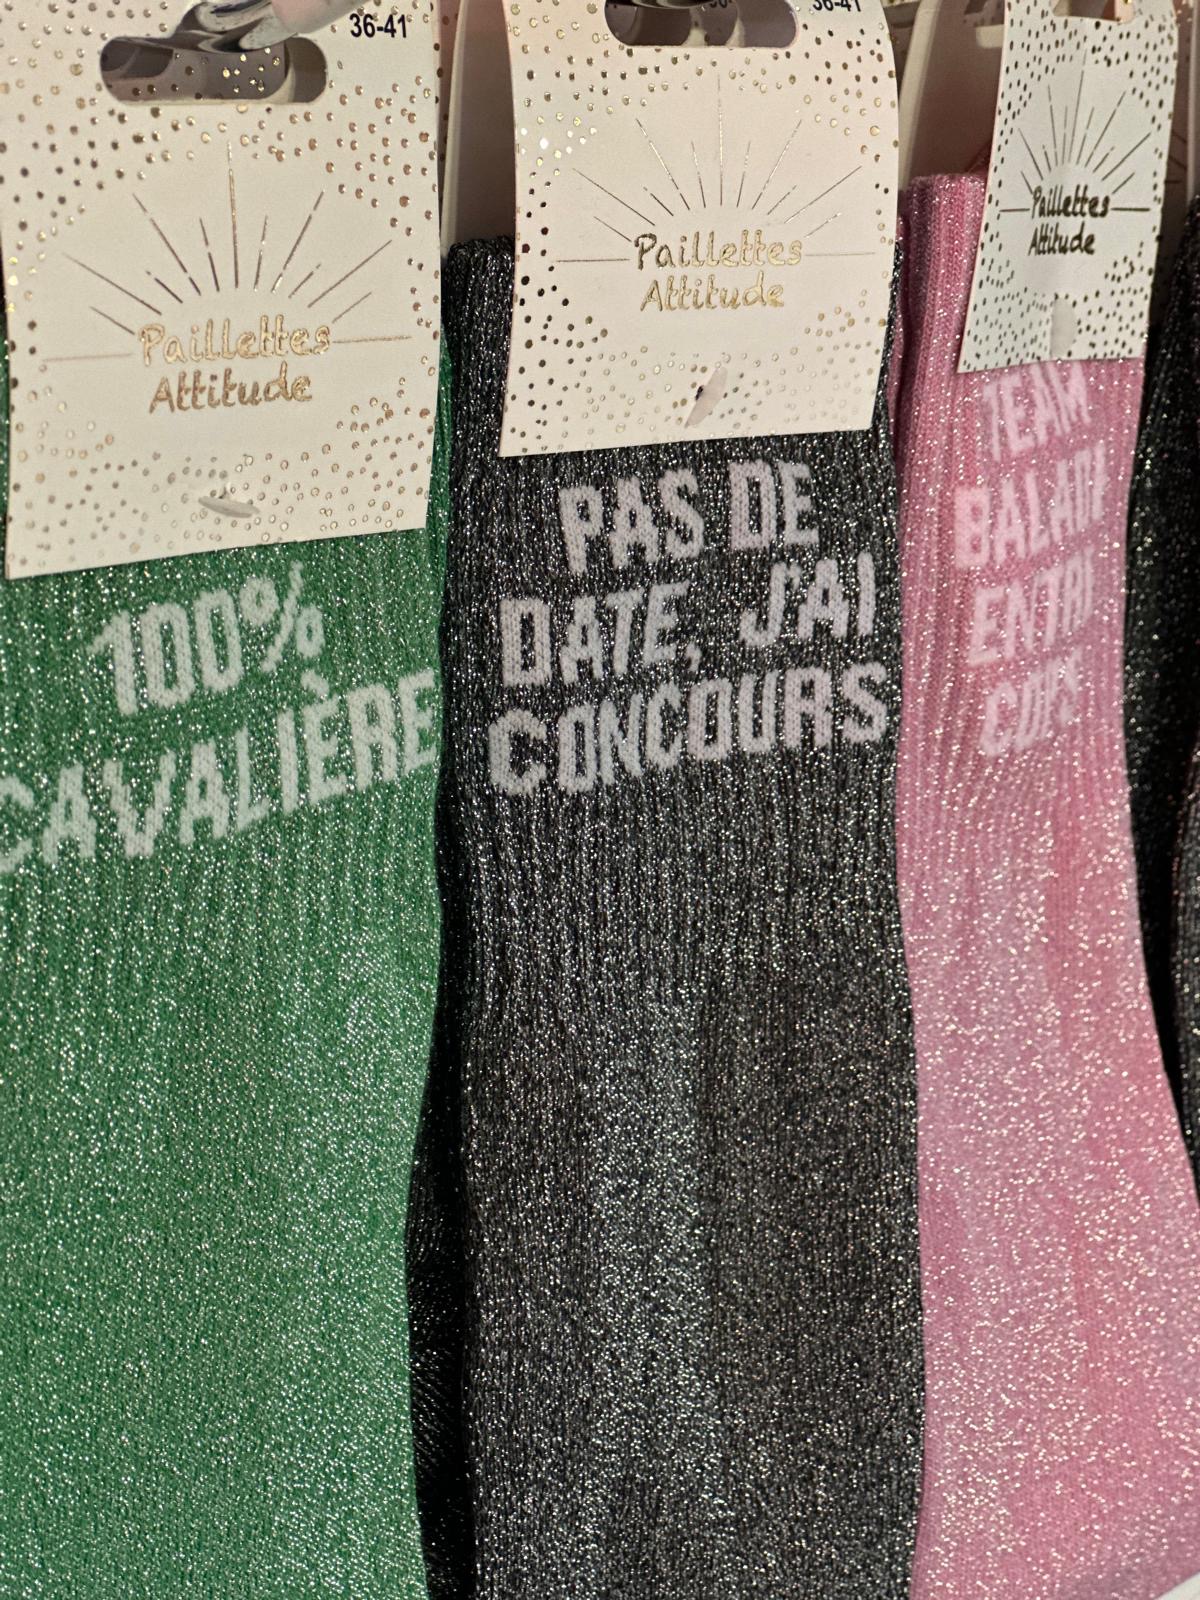 36-41
Paillettes
Attitude
100%
CAVALIÈRE
36-41
Paillettes
Attitude
PAS DE
DATE, J'AI
CONCOURS
Paillettes
Attitude
TEAM